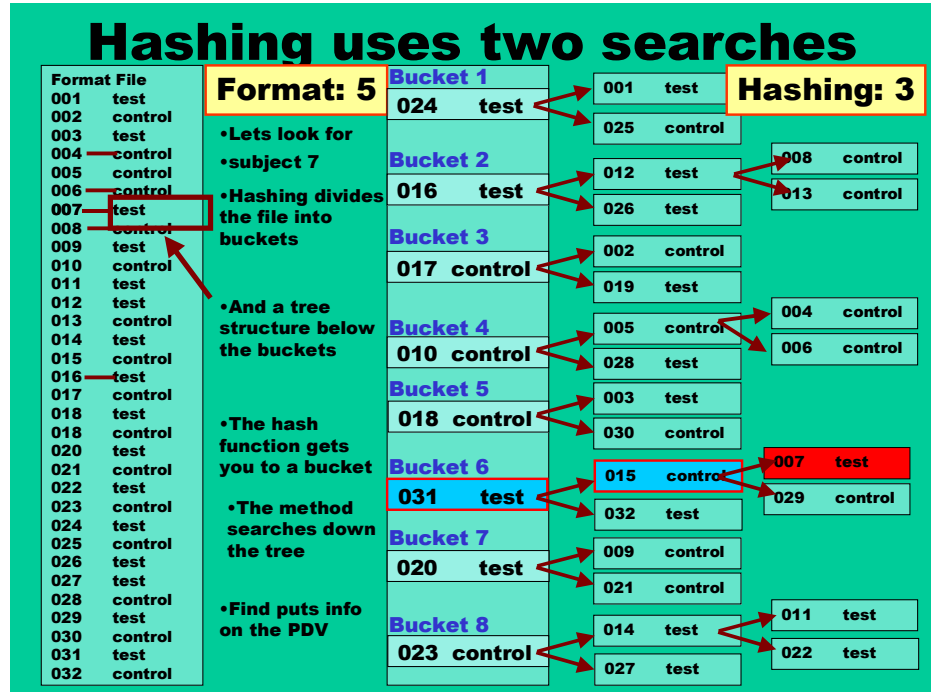 Hashing uses two searches
Format File
001 test
002 control
003 test
004 control
005 control
006 control
007 test
008 control
009 test
010 control
011 test
012 test
013 control
014 test
015 control
016 test
017 control
018 test
018 control
020 test
021 control
022 test
023 control
024 test
025 control
026 test
027 test
028 control
029 test
030 control
031 test
032 control
Format: 5
•Lets look for
•subject 7
•Hashing divides
the file into
buckets
•And a tree
structure below
the buckets
•The hash
function gets
you to a bucket
•The method
searches down
the tree
•Find puts info
on the PDV
Hashing: 3
Bucket 1
024 test
001 test
025 control
Bucket 2
016 test
012 test
026 test
008 control
013 control
Bucket 3
017 control
002 control
019 test
Bucket 4
010 control
005 control
028 test
004 control
006 control
Bucket 5
018 control
003 test
030 control
Bucket 6
031 test
015 control
032 test
007 test
029 control
Bucket 7
020 test
009 control
021 control
Bucket 8
023 control
014 test
027 test
011 test
022 test